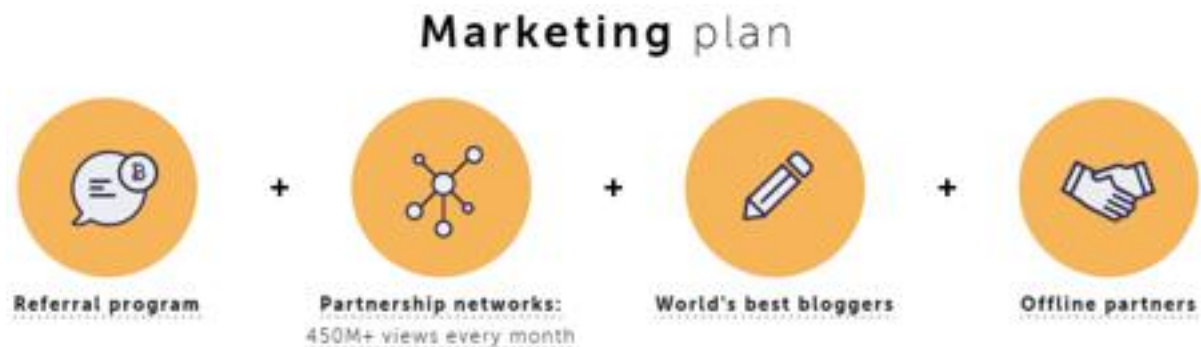 Marketing plan
B
+ + +
Referral program
Partnership networks:
450M+ views every month
World's best bloggers
Offline partners